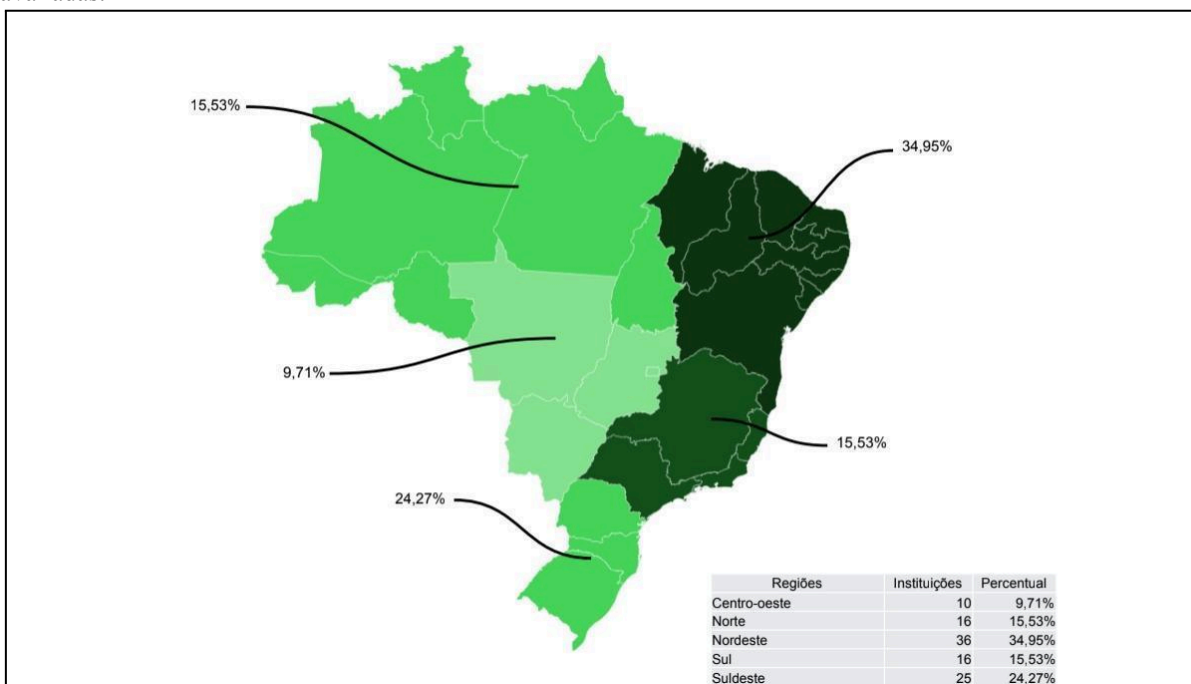 15,53%
34,95%
9,71%
15,53%
24,27%
Regiões Instituições Percentual
Centro-oeste 10 9,71%
Norte 16 15,53%
Nordeste 36 34,95%
Sul 16 15,53%
Sudeste 25 24,27%